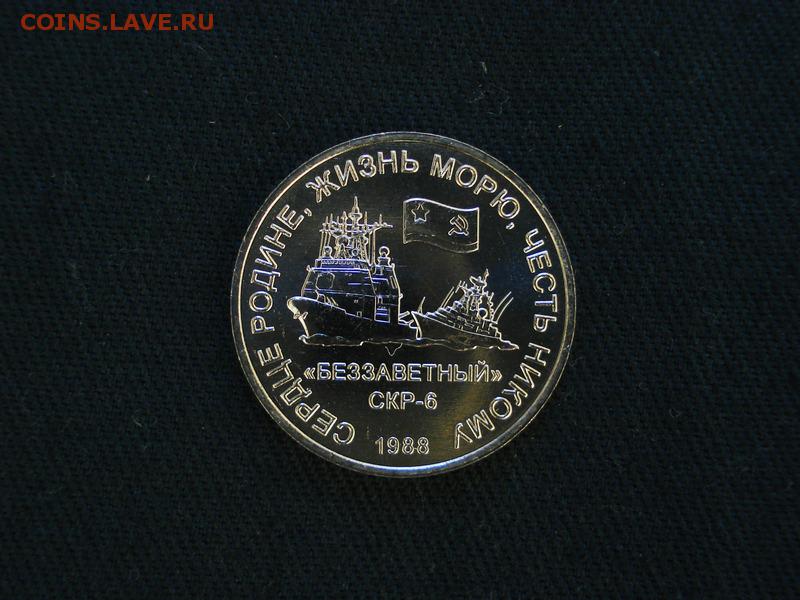 COINS.LAVE.RU
СЕРДЦЕ РОДИНЕ, ЖИЗНЬ МОРЮ, ЧЕСТЬ НИКОМУ
«БЕЗЗАВЕТНЫЙ»
СКР-6
1988